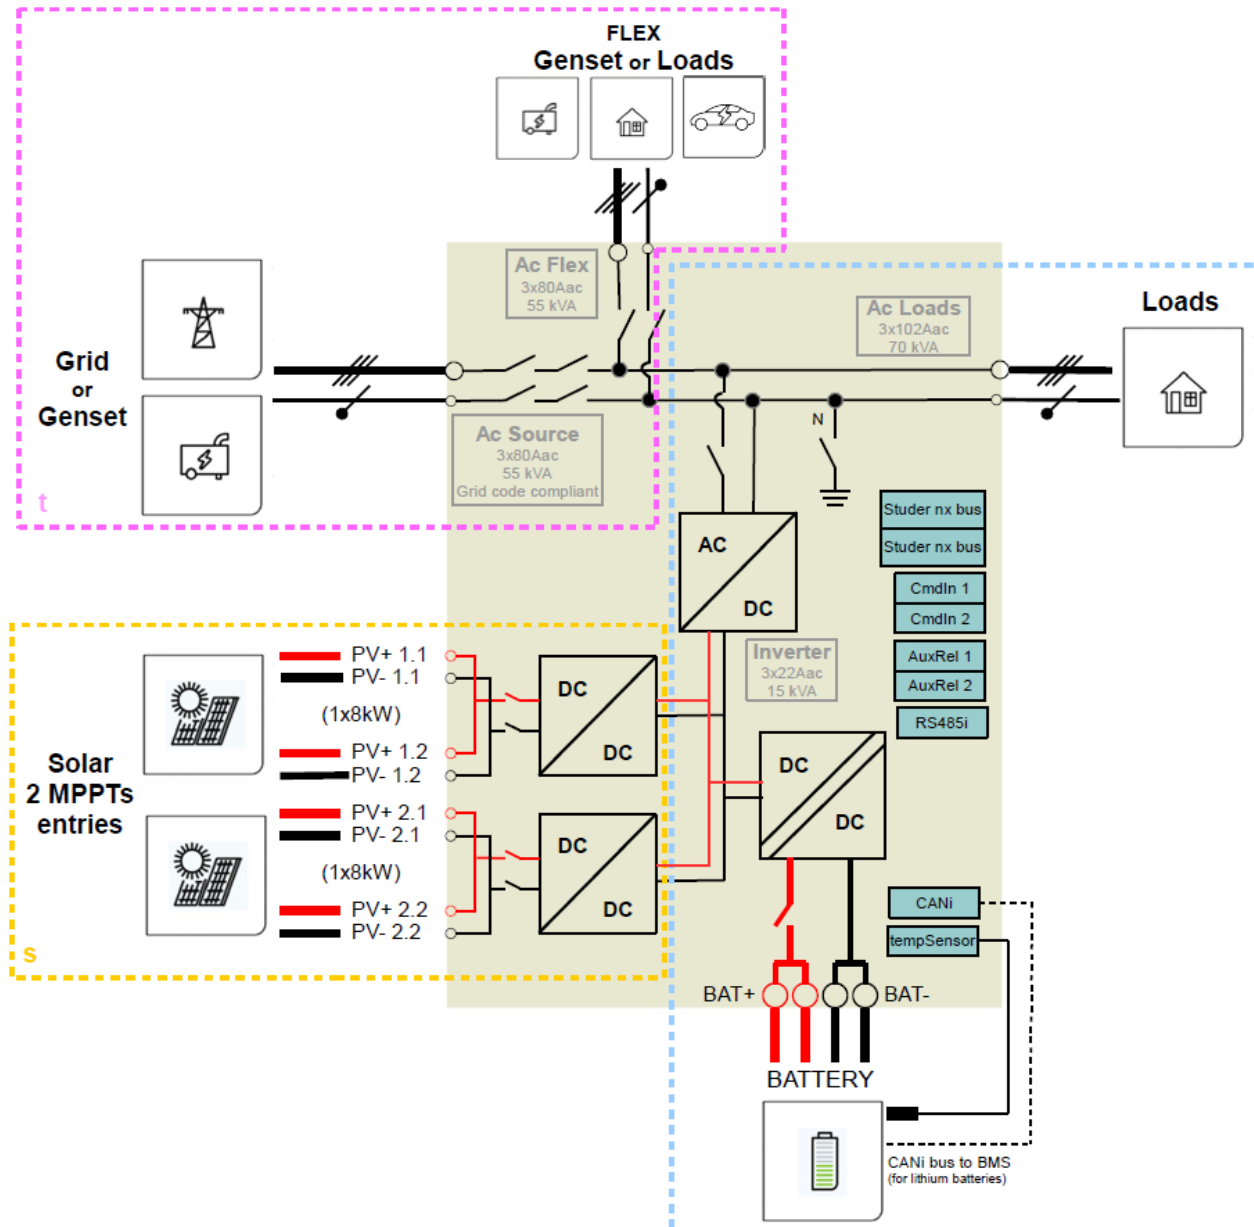 FLEX
Genset or Loads
Ac Flex
3x80Aac
55 kVA
Ac Loads
3x102Aac
70 kVA
Loads
Grid
or
Genset
Ac Source
3x80Aac
55 kVA
Grid code compliant
N
t
Studer nx bus
Studer nx bus
CmdIn 1
CmdIn 2
AuxRel 1
AuxRel 2
RS485i
AC
DC
Inverter
3x22Aac
15 kVA
Solar
2 MPPTs
entries
PV+ 1.1
PV- 1.1
(1x8kW)
PV+ 1.2
PV- 1.2
DC
DC
PV+ 2.1
PV- 2.1
(1x8kW)
PV+ 2.2
PV- 2.2
DC
DC
s
DC
DC
CANi
tempSensor
BAT+
BAT-
BATTERY
CANi bus to BMS
(for lithium batteries)